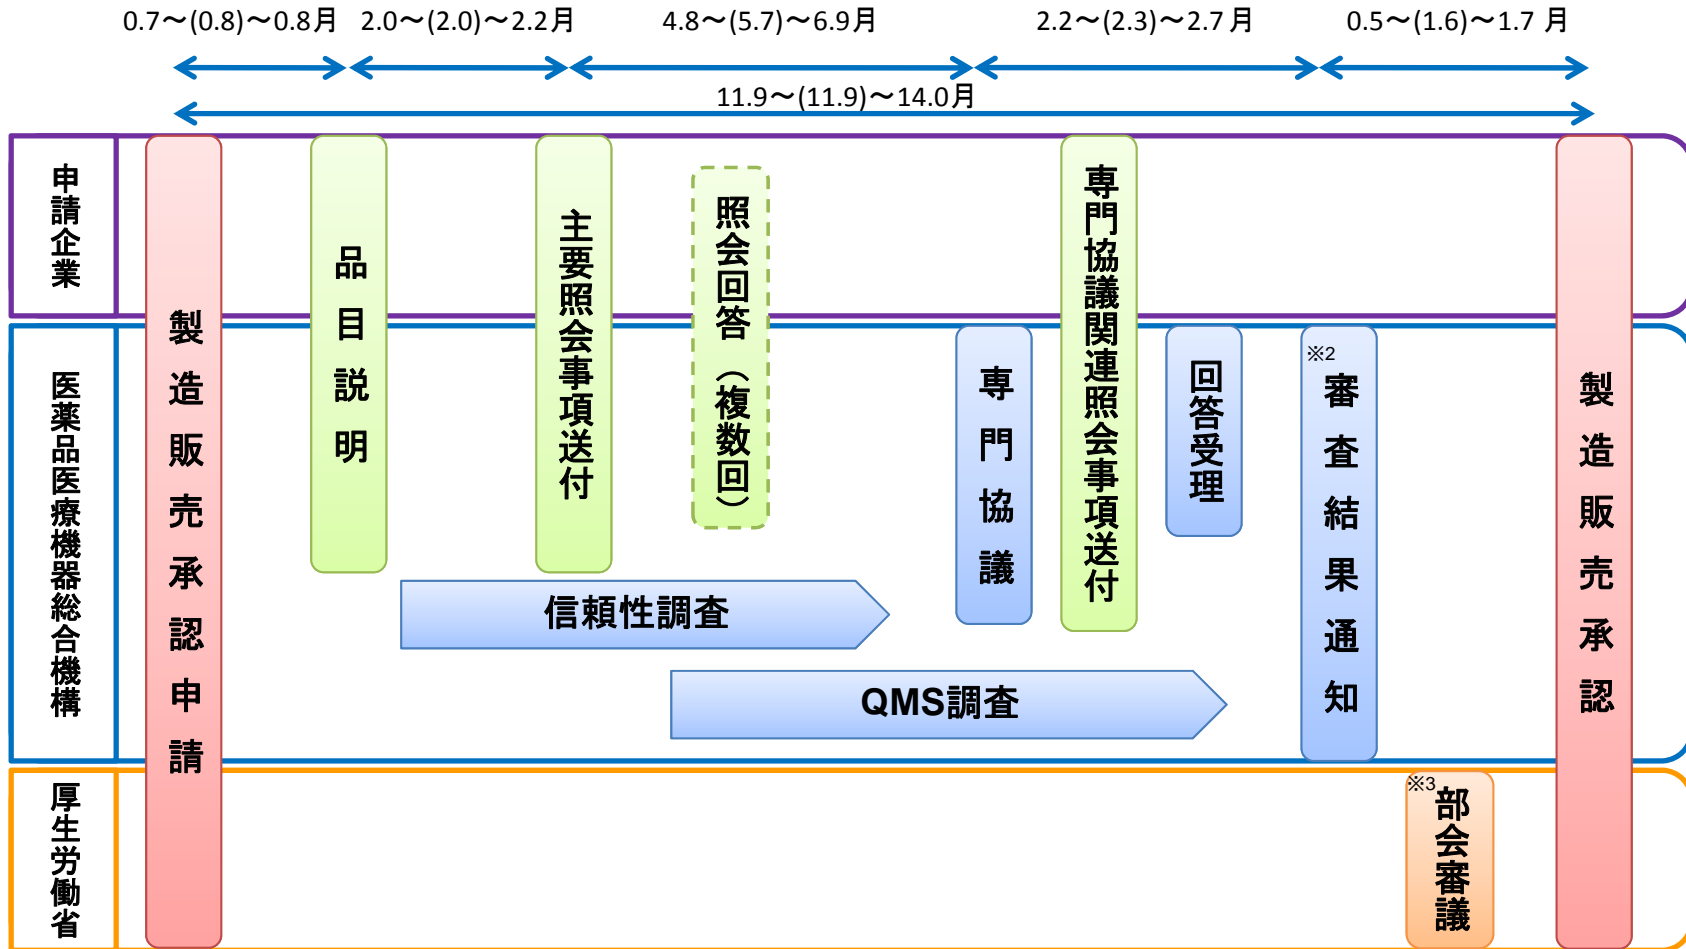 0.7～(0.8)～0.8月
2.0～(2.0)～2.2月
4.8～(5.7)～6.9月
2.2～(2.3)～2.7月
0.5～(1.6)～1.7 月
11.9～(11.9)～14.0月
申請企業
医薬品医療機器総合機構
厚生労働省
製造販売承認申請
品目説明
主要照会事項送付
照会回答（複数回）
信頼性調査
QMS調査
専門協議
専門協議関連照会事項送付
回答受理
※2
審査結果通知
※3
部会審議
製造販売承認